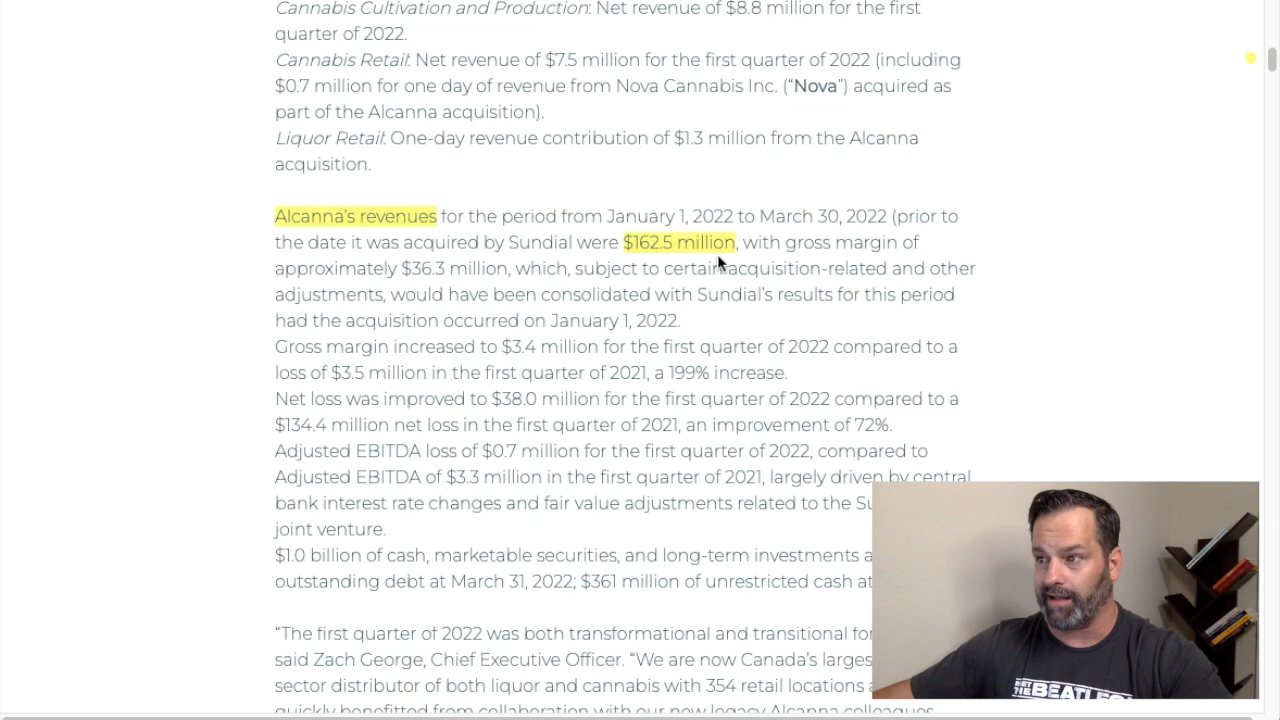 Cannabis Cultivation and Production: Net revenue of $8.8 million for the first
quarter of 2022.
Cannabis Retail: Net revenue of $7.5 million for the first quarter of 2022 (including
$0.7 million for one day of revenue from Nova Cannabis Inc. (“Nova”) acquired as
part of the Alcanna acquisition).
Liquor Retail: One-day revenue contribution of $1.3 million from the Alcanna
acquisition.
Alcanna’s revenues for the period from January 1, 2022 to March 30, 2022 (prior to
the date it was acquired by Sundial were $162.5 million, with gross margin of
approximately $36.3 million, which, subject to certain acquisition-related and other
adjustments, would have been consolidated with Sundial’s results for this period
had the acquisition occurred on January 1, 2022.
Gross margin increased to $3.4 million for the first quarter of 2022 compared to a
loss of $3.5 million in the first quarter of 2021, a 199% increase.
Net loss was improved to $38.0 million for the first quarter of 2022 compared to a
$134.4 million net loss in the first quarter of 2021, an improvement of 72%.
Adjusted EBITDA loss of $0.7 million for the first quarter of 2022, compared to
Adjusted EBITDA of $3.3 million in the first quarter of 2021, largely driven by central
bank interest rate changes and fair value adjustments related to the
joint venture.
$1.0 billion of cash, marketable securities, and long-term investments
outstanding debt at March 31, 2022; $361 million of unrestricted cash at
“The first quarter of 2022 was both transformational and transitional
said Zach George, Chief Executive Officer. “We are now Canada’s
sector distributor of both liquor and cannabis with 354 retail locations
quickly benefitted from collaboration with our new legacy Alcanna colleagues
THE BEATLES